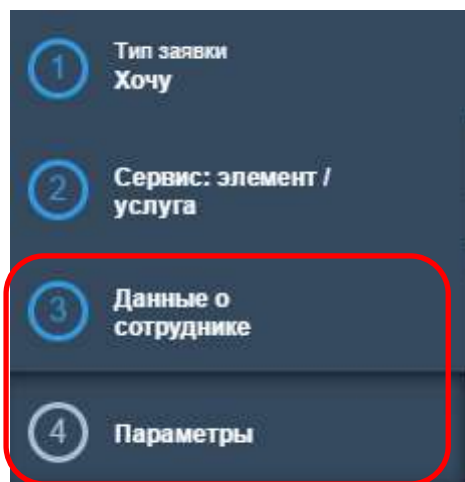 1
Тип заявки
Хочу
2
Сервис: элемент /
услуга
3
Данные о
сотруднике
4
Параметры